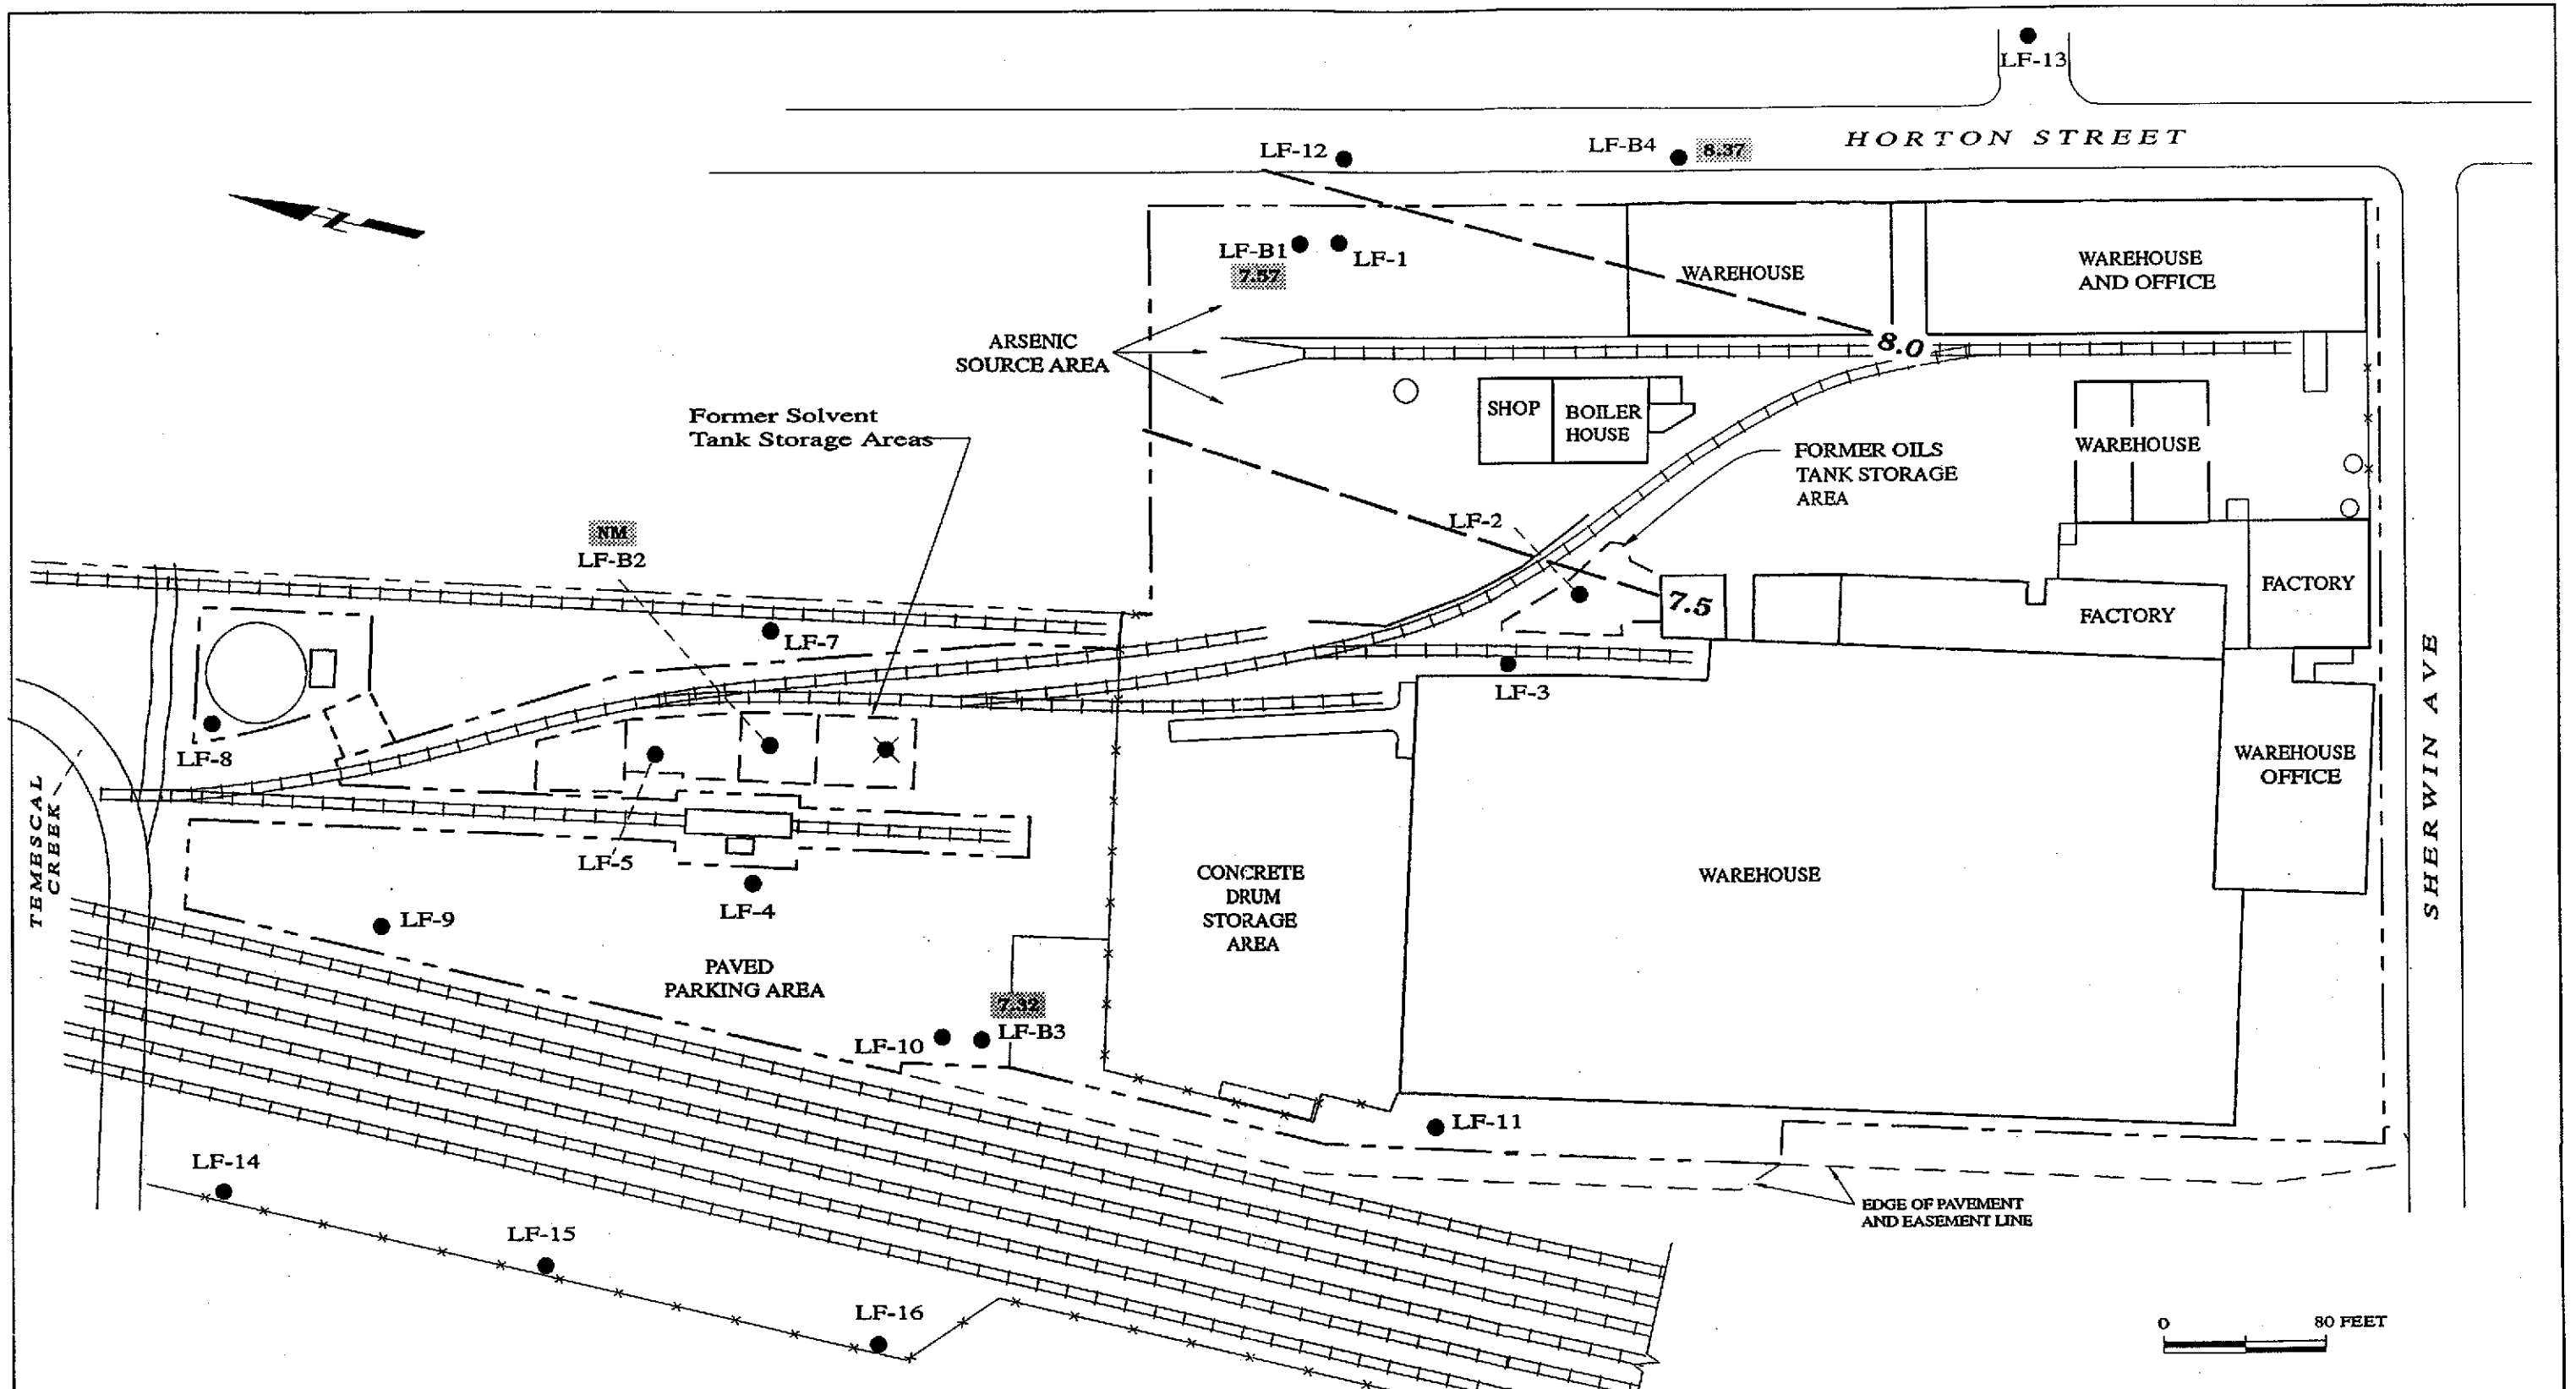 LF-13
HORTON STREET
LF-12
LF-B4
8.37
LF-B1
7.57
LF-1
WAREHOUSE
WAREHOUSE
AND OFFICE
ARSENIC
SOURCE AREA
8.0
SHOP
BOILER
HOUSE
Former Solvent
Tank Storage Areas
FORMER OILS
TANK STORAGE
AREA
WAREHOUSE
LF-2
NM
LF-B2
7.5
FACTORY
FACTORY
LF-7
LF-3
LF-8
WAREHOUSE
OFFICE
SHERWIN AVE
TEMESCAL
CREEK
LF-5
LF-4
LF-9
CONCRETE
DRUM
STORAGE
AREA
WAREHOUSE
PAVED
PARKING AREA
7.32
LF-B3
LF-10
LF-11
LF-14
EDGE OF PAVEMENT
AND EASEMENT LINE
LF-15
LF-16
0 80 FEET